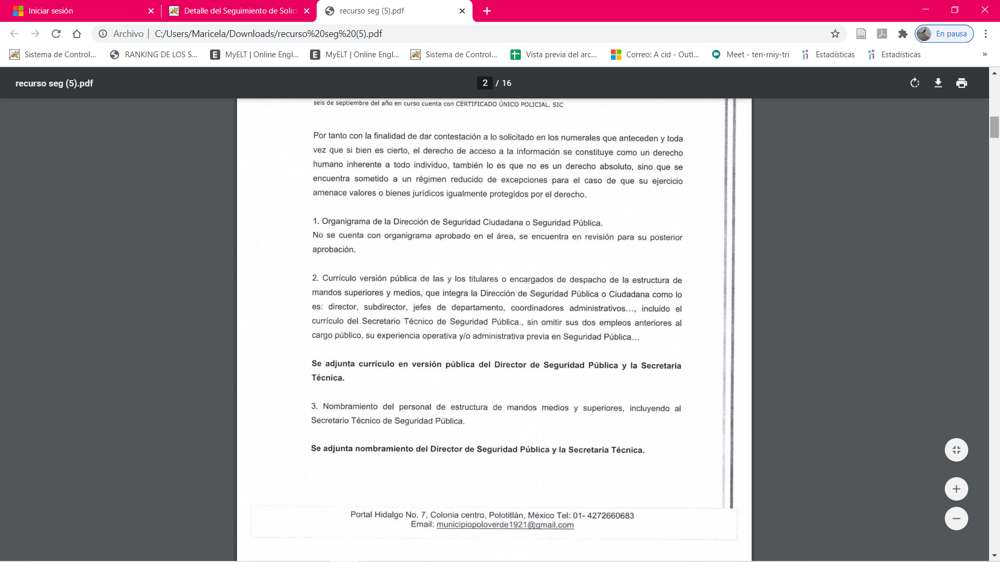 Iniciar sesión
Detalle del Seguimiento de Solici
recurso seg (5).pdf
En pausa
Archivo | C:/Users/Maricela/Downloads/recurso%20seg%20(5).pdf
Sistema de Control...
RANKING DE LOS S...
MyELT | Online Engl...
MyELT | Online Engl...
Sistema de Control...
Vista previa del arc...
Correo: A cid - Outl...
Meet - ten-rniy-tri
Estadísticas
Estadísticas
»
recurso seg (5).pdf
2 / 16
seis de septiembre del año en curso cuenta con CERTIFICADO ÚNICO POLICIAL. SIC
Por tanto con la finalidad de dar contestación a lo solicitado en los numerales que anteceden y toda
vez que si bien es cierto, el derecho de acceso a la información se constituye como un derecho
humano inherente a todo individuo, también lo es que no es un derecho absoluto, sino que se
encuentra sometido a un régimen reducido de excepciones para el caso de que su ejercicio
amenace valores o bienes jurídicos igualmente protegidos por el derecho.
1. Organigrama de la Dirección de Seguridad Ciudadana o Seguridad Pública.
No se cuenta con organigrama aprobado en el área, se encuentra en revisión para su posterior
aprobación.
2. Currículo versión pública de las y los titulares o encargados de despacho de la estructura de
mandos superiores y medios, que integra la Dirección de Seguridad Pública o Ciudadana como lo
es: director, subdirector, jefes de departamento, coordinadores administrativos..., incluido el
currículo del Secretario Técnico de Seguridad Pública., sin omitir sus dos empleos anteriores al
cargo público, su experiencia operativa y/o administrativa previa en Seguridad Pública...
Se adjunta currículo en versión pública del Director de Seguridad Pública y la Secretaria
Técnica.
3. Nombramiento del personal de estructura de mandos medios y superiores, incluyendo al
Secretario Técnico de Seguridad Pública.
Se adjunta nombramiento del Director de Seguridad Pública y la Secretaria Técnica.
Portal Hidalgo No. 7, Colonia centro, Polotitlán, México Tel: 01- 4272660683
Email: municipiopoloverde1921@gmail.com